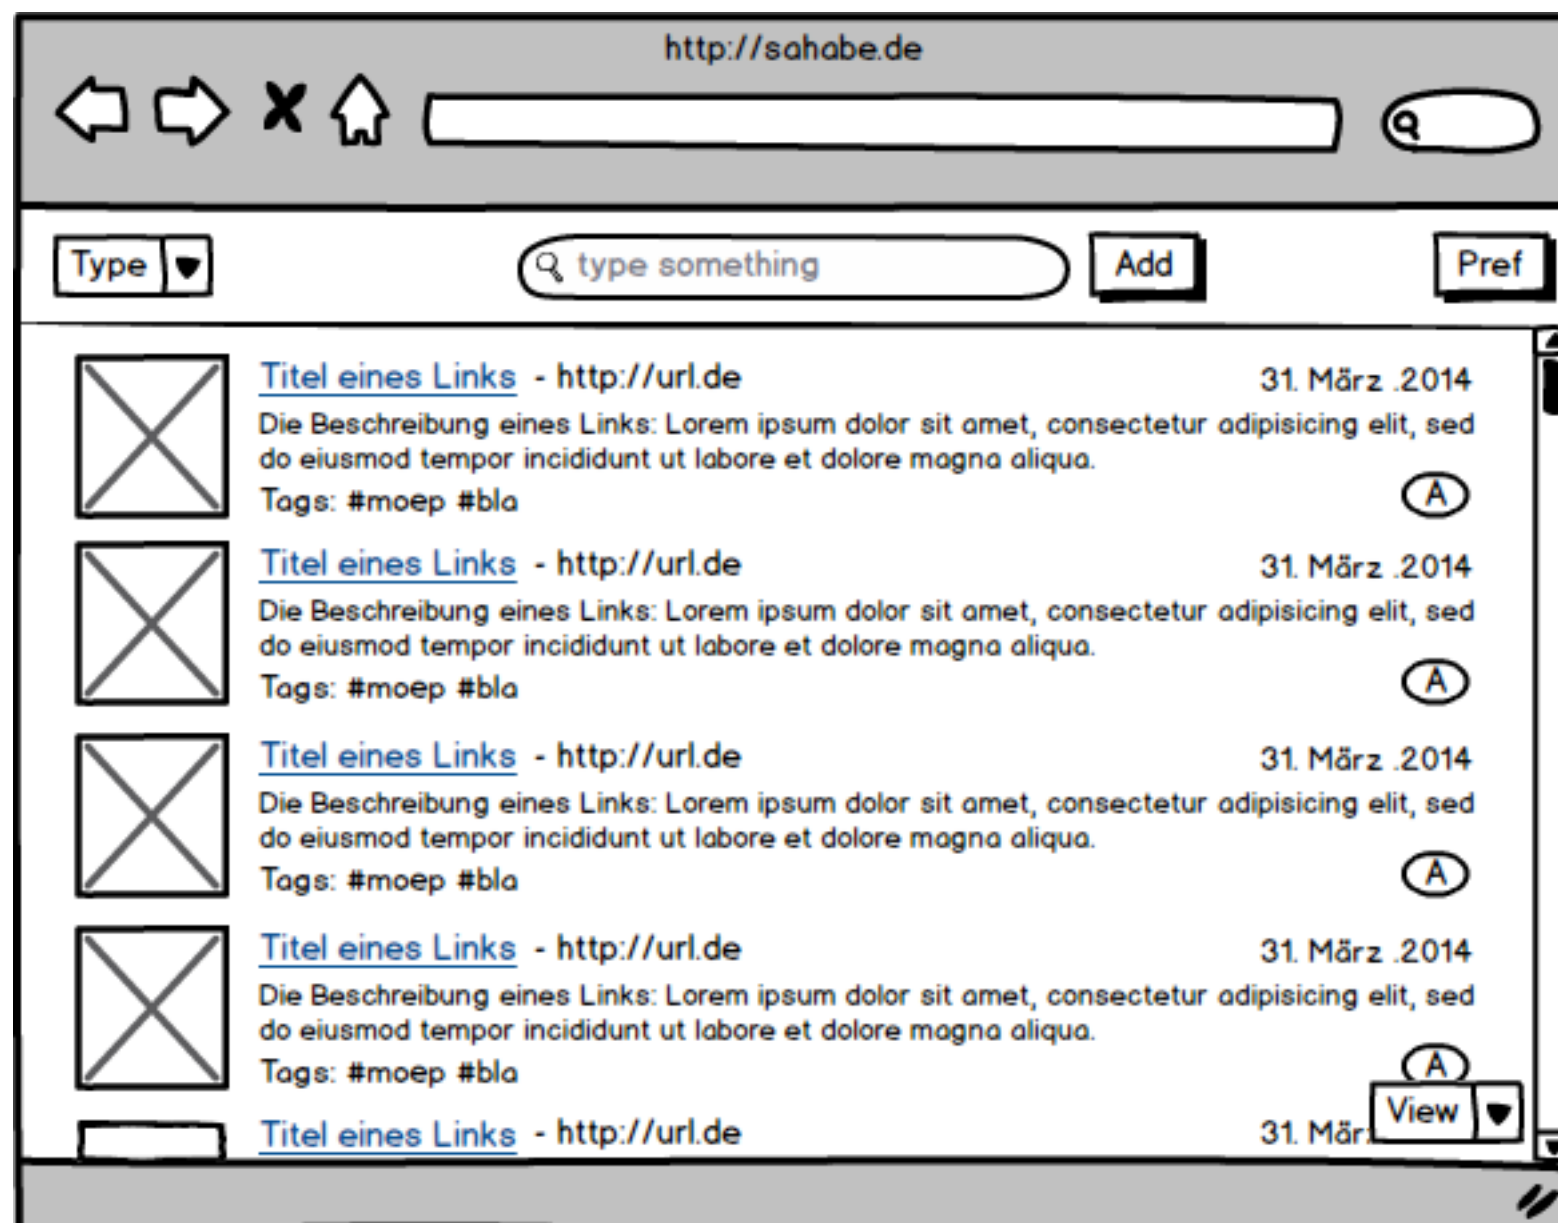 http://sahabe.de
Type
type something
Add
Pref
Titel eines Links - http://url.de 31. März .2014
Die Beschreibung eines Links: Lorem ipsum dolor sit amet, consectetur adipisicing elit, sed
do eiusmod tempor incididunt ut labore et dolore magna aliqua.
Tags: #moep #bla A
Titel eines Links - http://url.de 31. März .2014
Die Beschreibung eines Links: Lorem ipsum dolor sit amet, consectetur adipisicing elit, sed
do eiusmod tempor incididunt ut labore et dolore magna aliqua.
Tags: #moep #bla A
Titel eines Links - http://url.de 31. März .2014
Die Beschreibung eines Links: Lorem ipsum dolor sit amet, consectetur adipisicing elit, sed
do eiusmod tempor incididunt ut labore et dolore magna aliqua.
Tags: #moep #bla A
Titel eines Links - http://url.de 31. März .2014
Die Beschreibung eines Links: Lorem ipsum dolor sit amet, consectetur adipisicing elit, sed
do eiusmod tempor incididunt ut labore et dolore magna aliqua.
Tags: #moep #bla A
View
Titel eines Links - http://url.de 31.